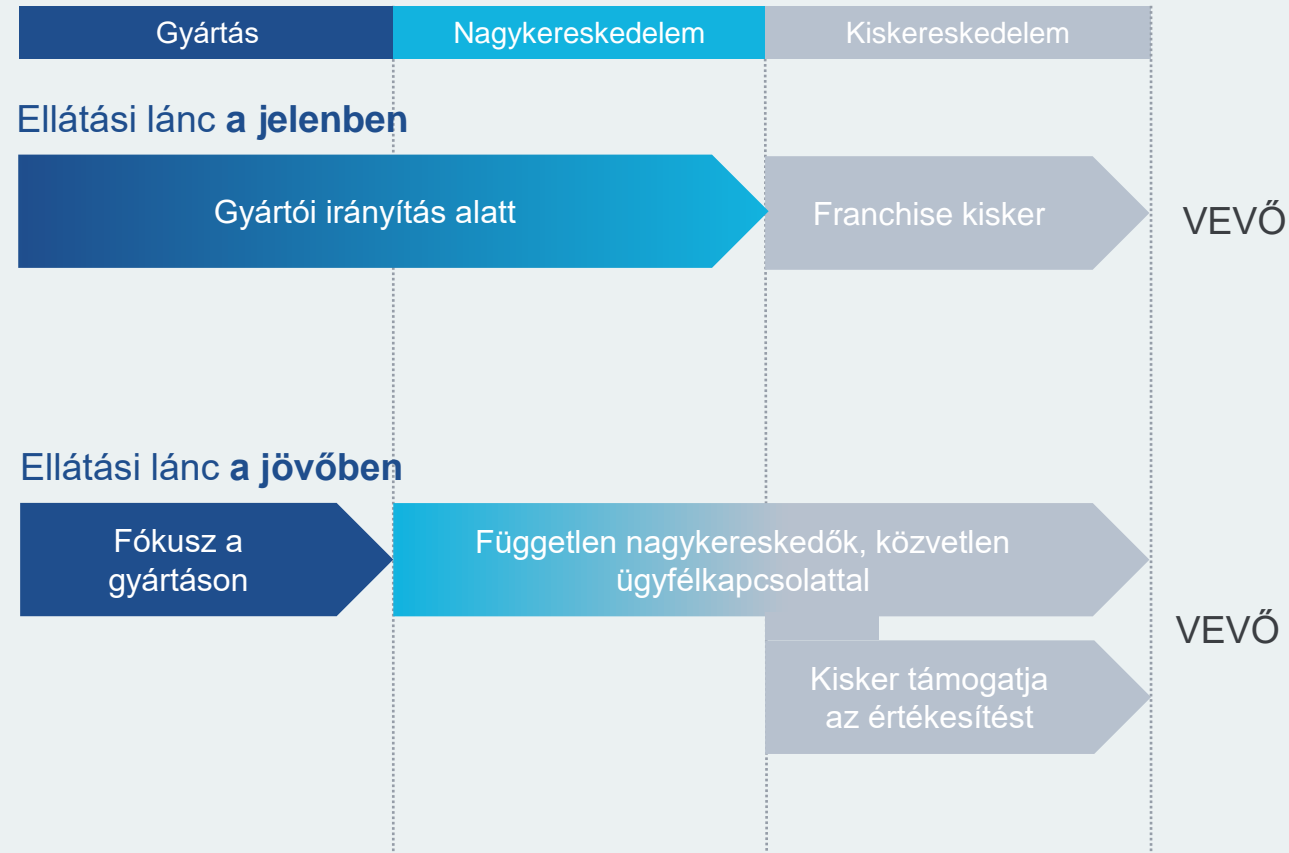 Gyártás
Nagykereskedelem
Kiskereskedelem
Ellátási lánc a jelenben
Gyártói irányítás alatt
Franchise kisker
VEVŐ
Ellátási lánc a jövőben
Fókusz a
gyártáson
Független nagykereskedők, közvetlen
ügyfélkapcsolattal
VEVŐ
Kisker támogatja
az értékesítést